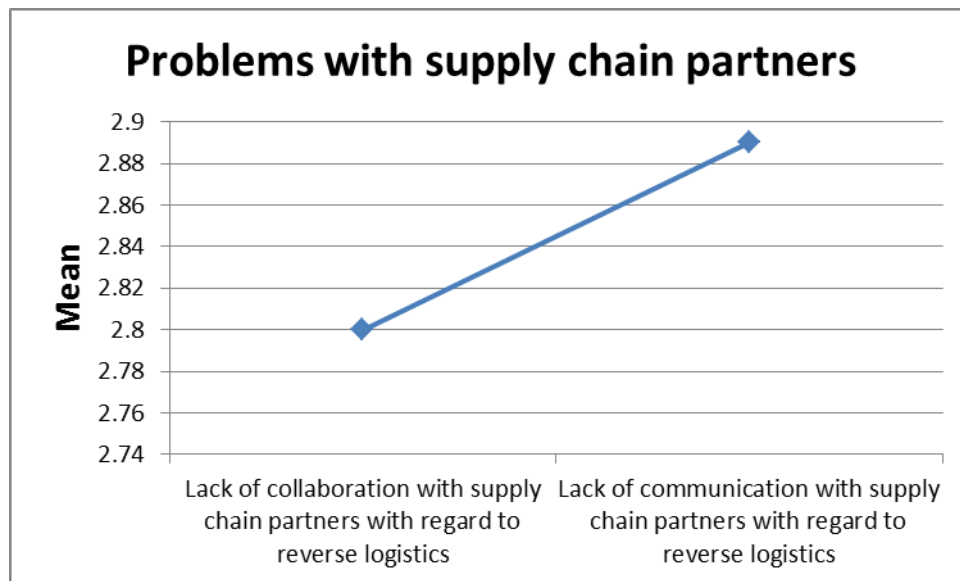 Problems with supply chain partners
Mean
2.9
2.88
2.86
2.84
2.82
2.8
2.78
2.76
2.74
Lack of collaboration with supply
chain partners with regard to
reverse logistics
Lack of communication with supply
chain partners with regard to
reverse logistics